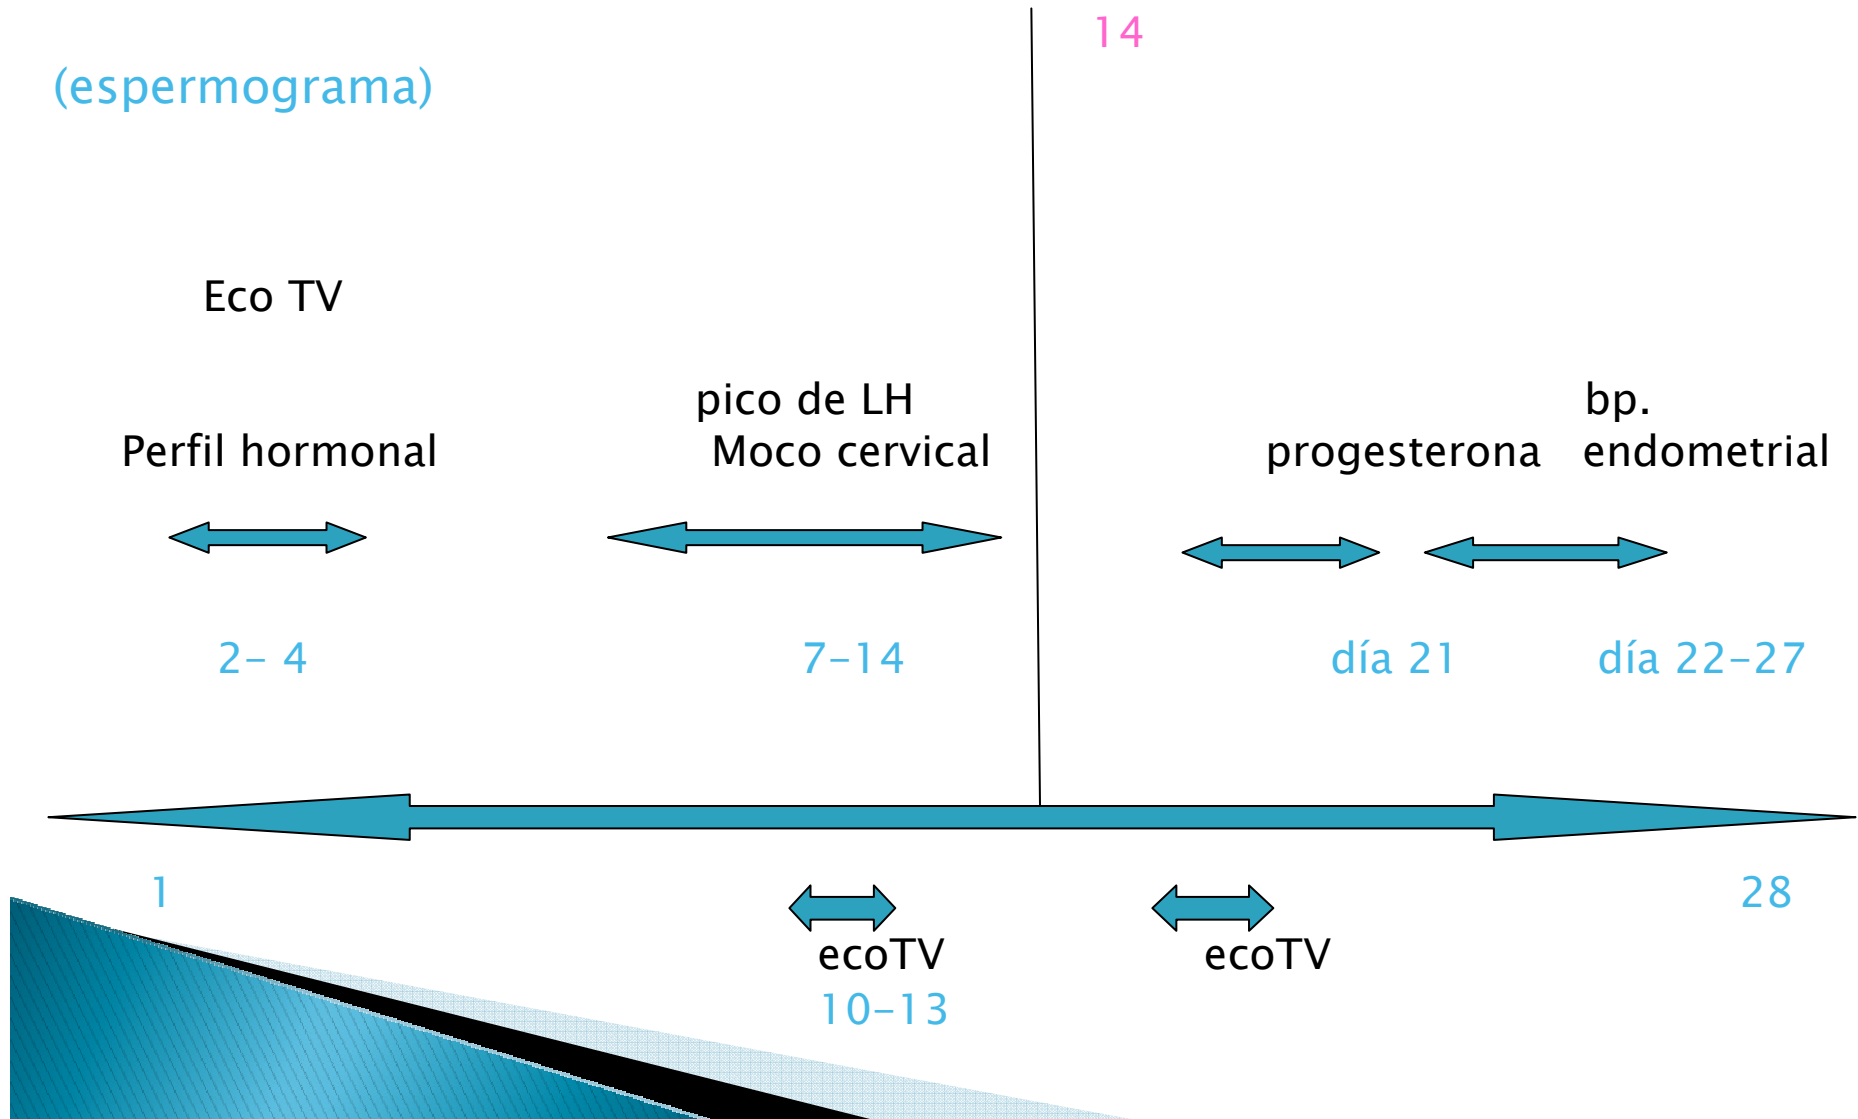 14
(espermograma)
Eco TV
pico de LH
bp.
Perfil hormonal
Moco cervical
progesterona
endometrial
2– 4
7–14
día 21
día 22–27
1
28
ecoTV
ecoTV
10–13